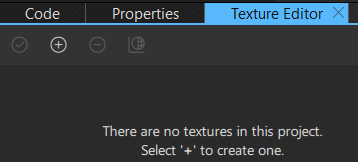 Code Properties Texture Editor
There are no textures in this project.
Select '+' to create one.